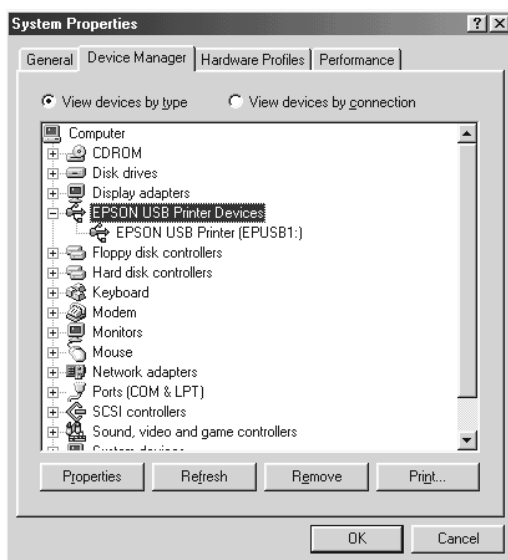 System Properties
General Device Manager Hardware Profiles Performance
View devices by type View devices by connection
Computer
CDROM
Disk drives
Display adapters
EPSON USB Printer Devices
EPSON USB Printer (EPUSB1:)
Floppy disk controllers
Hard disk controllers
Keyboard
Modem
Monitors
Mouse
Network adapters
Ports (COM & LPT)
SCSI controllers
Sound, video and game controllers
Properties Refresh Remove Print...
OK Cancel